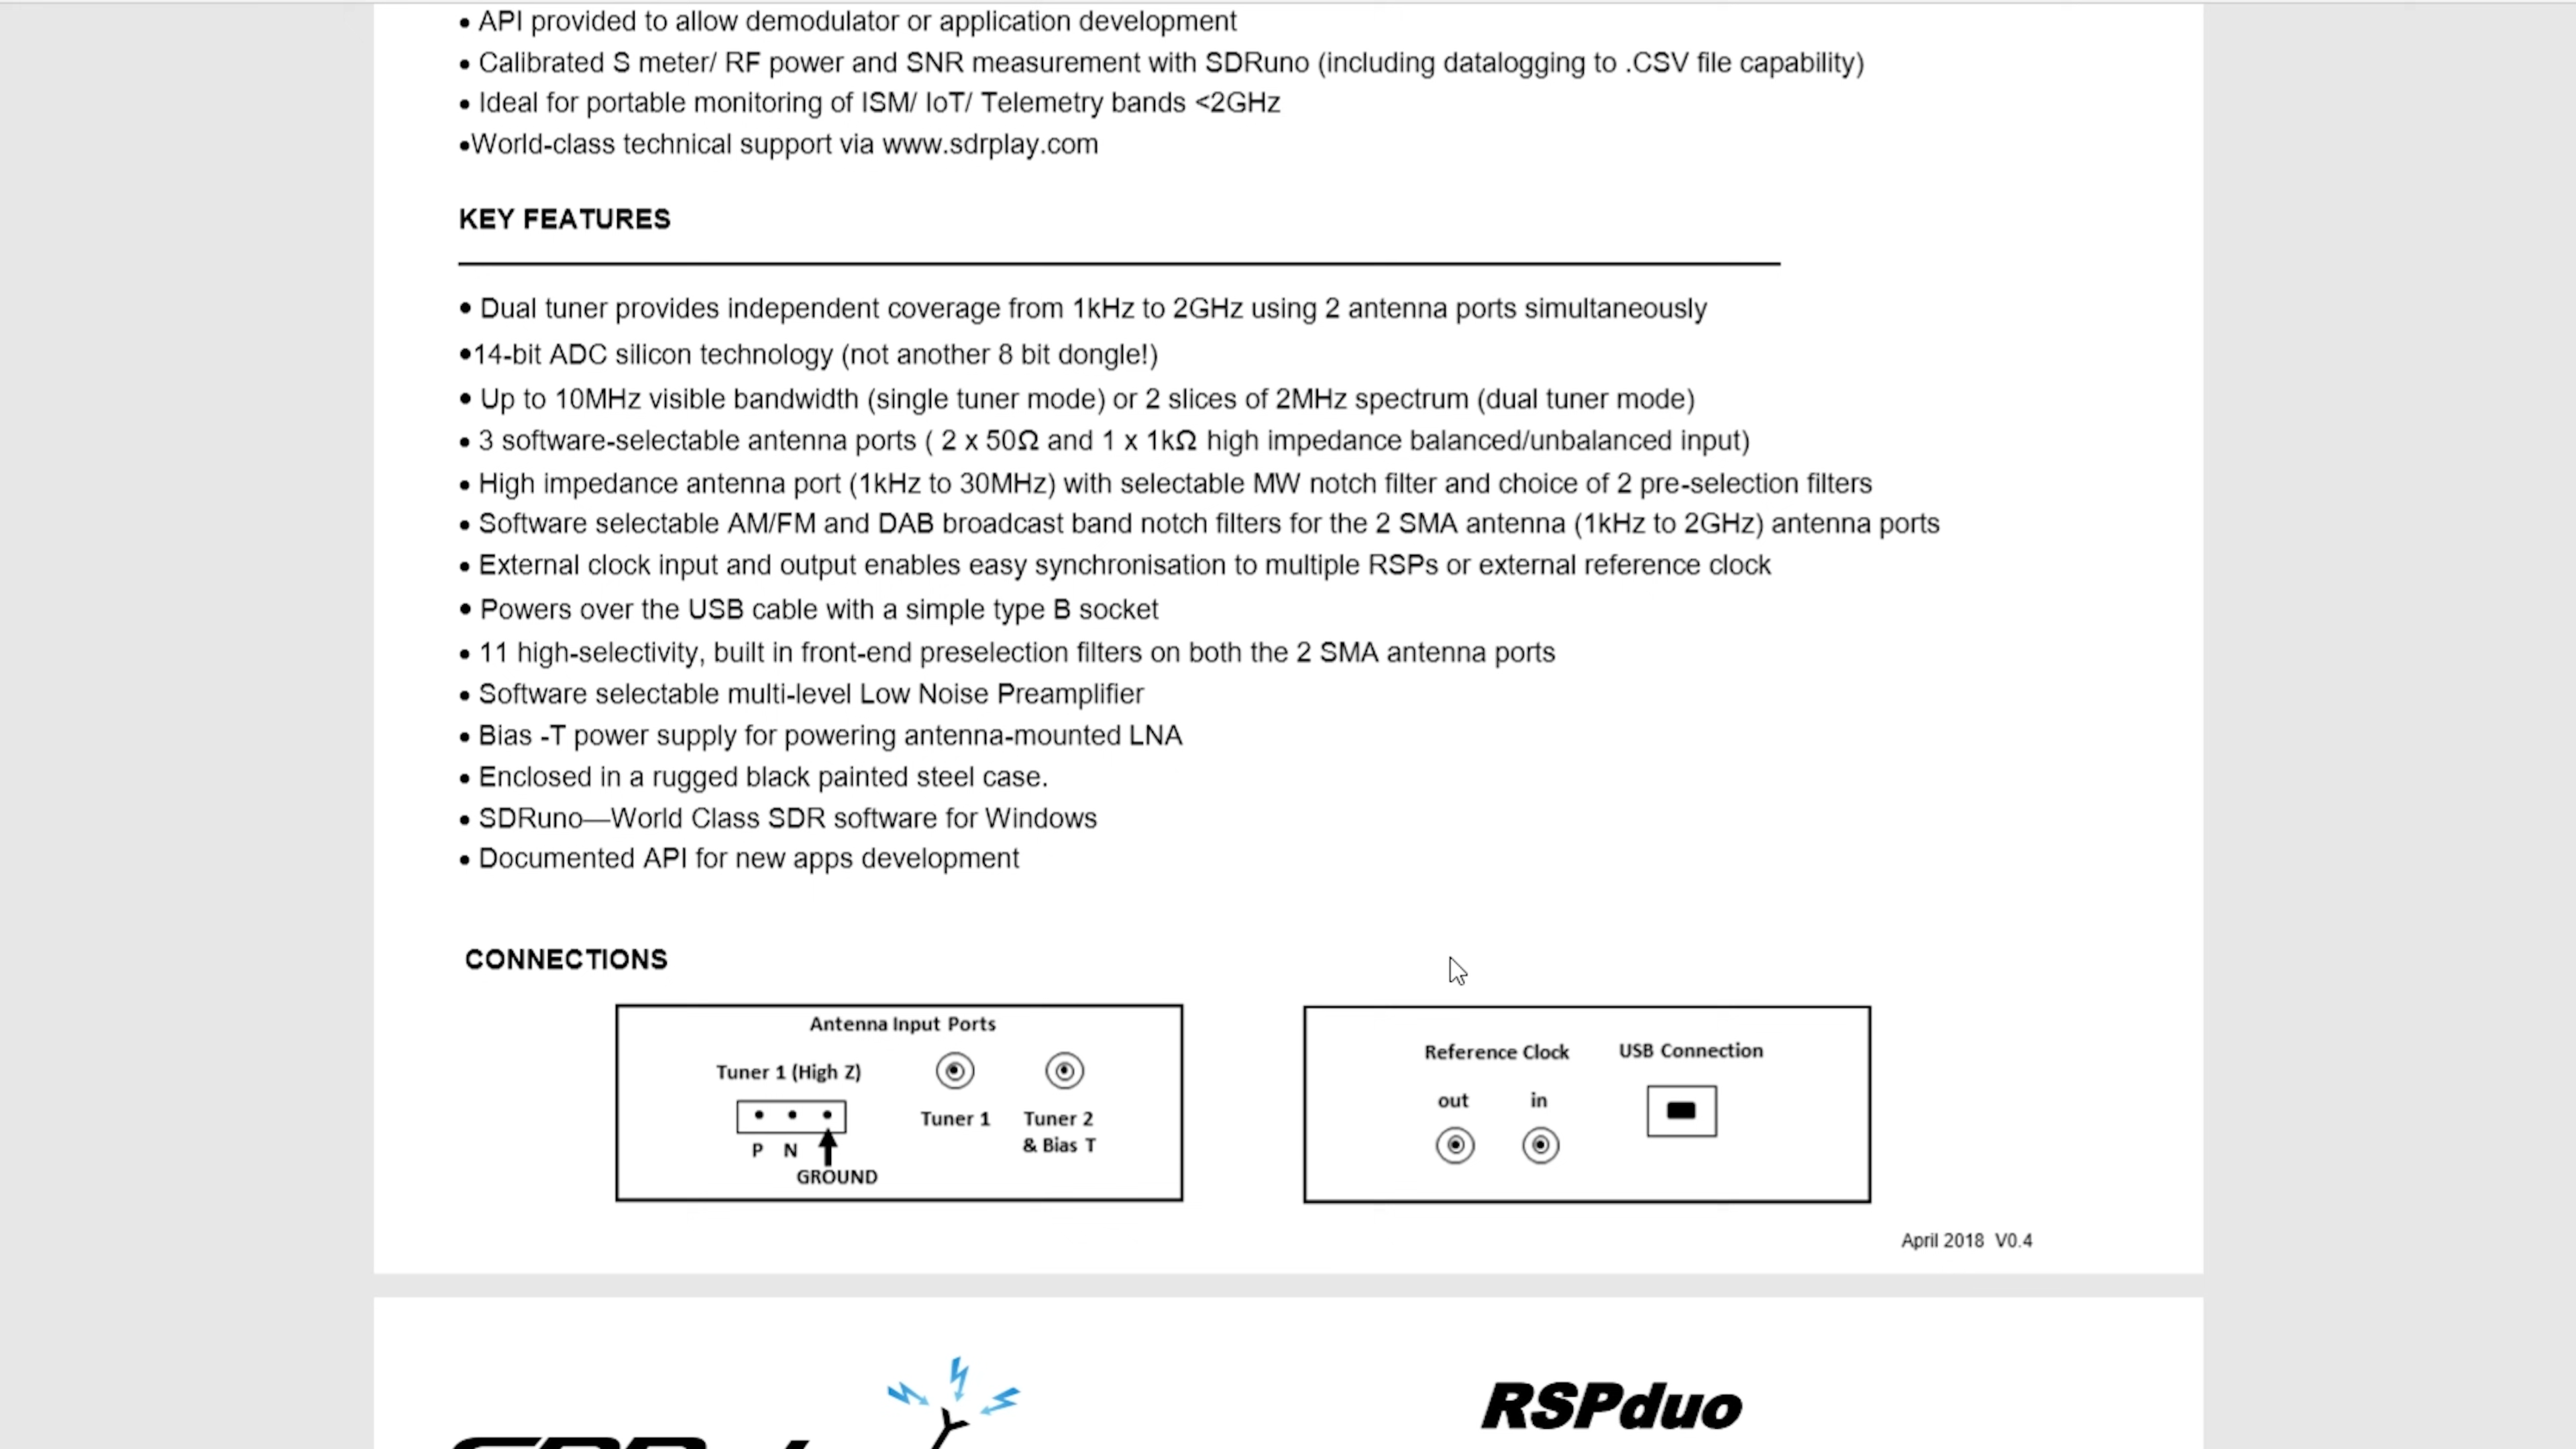 • API provided to allow demodulator or application development
• Calibrated S meter/ RF power and SNR measurement with SDRuno (including datalogging to .CSV file capability)
• Ideal for portable monitoring of ISM/ IoT/ Telemetry bands <2GHz
•World-class technical support via www.sdrplay.com
KEY FEATURES
• Dual tuner provides independent coverage from 1kHz to 2GHz using 2 antenna ports simultaneously
•14-bit ADC silicon technology (not another 8 bit dongle!)
• Up to 10MHz visible bandwidth (single tuner mode) or 2 slices of 2MHz spectrum (dual tuner mode)
• 3 software-selectable antenna ports ( 2 x 50Ω and 1 x 1kΩ high impedance balanced/unbalanced input)
• High impedance antenna port (1kHz to 30MHz) with selectable MW notch filter and choice of 2 pre-selection filters
• Software selectable AM/FM and DAB broadcast band notch filters for the 2 SMA antenna (1kHz to 2GHz) antenna ports
• External clock input and output enables easy synchronisation to multiple RSPs or external reference clock
• Powers over the USB cable with a simple type B socket
• 11 high-selectivity, built in front-end preselection filters on both the 2 SMA antenna ports
• Software selectable multi-level Low Noise Preamplifier
• Bias -T power supply for powering antenna-mounted LNA
• Enclosed in a rugged black painted steel case.
• SDRuno—World Class SDR software for Windows
• Documented API for new apps development
CONNECTIONS
Antenna Input Ports
Tuner 1 (High Z)
P N
GROUND
Tuner 1
Tuner 2
& Bias T
Reference Clock
out in
USB Connection
April 2018 V0.4
RSPduo